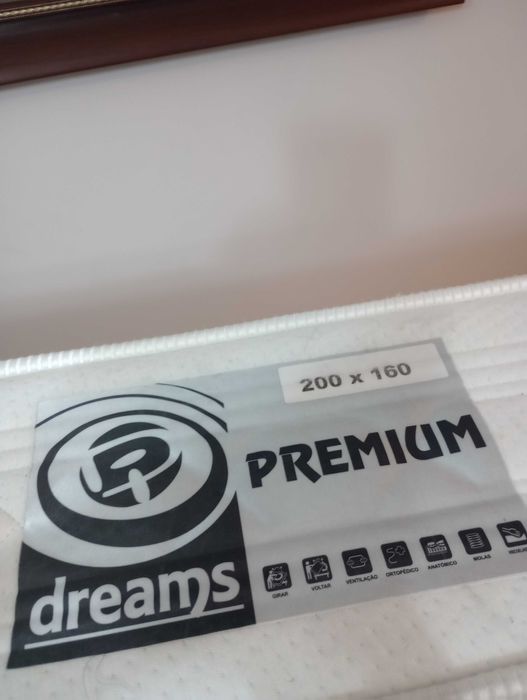 200 x 160
PREMIUM
dreams
GIRAR VOLTAR VENTILAÇÃO ORTOPÉDICO ANATÓMICO MOLAS